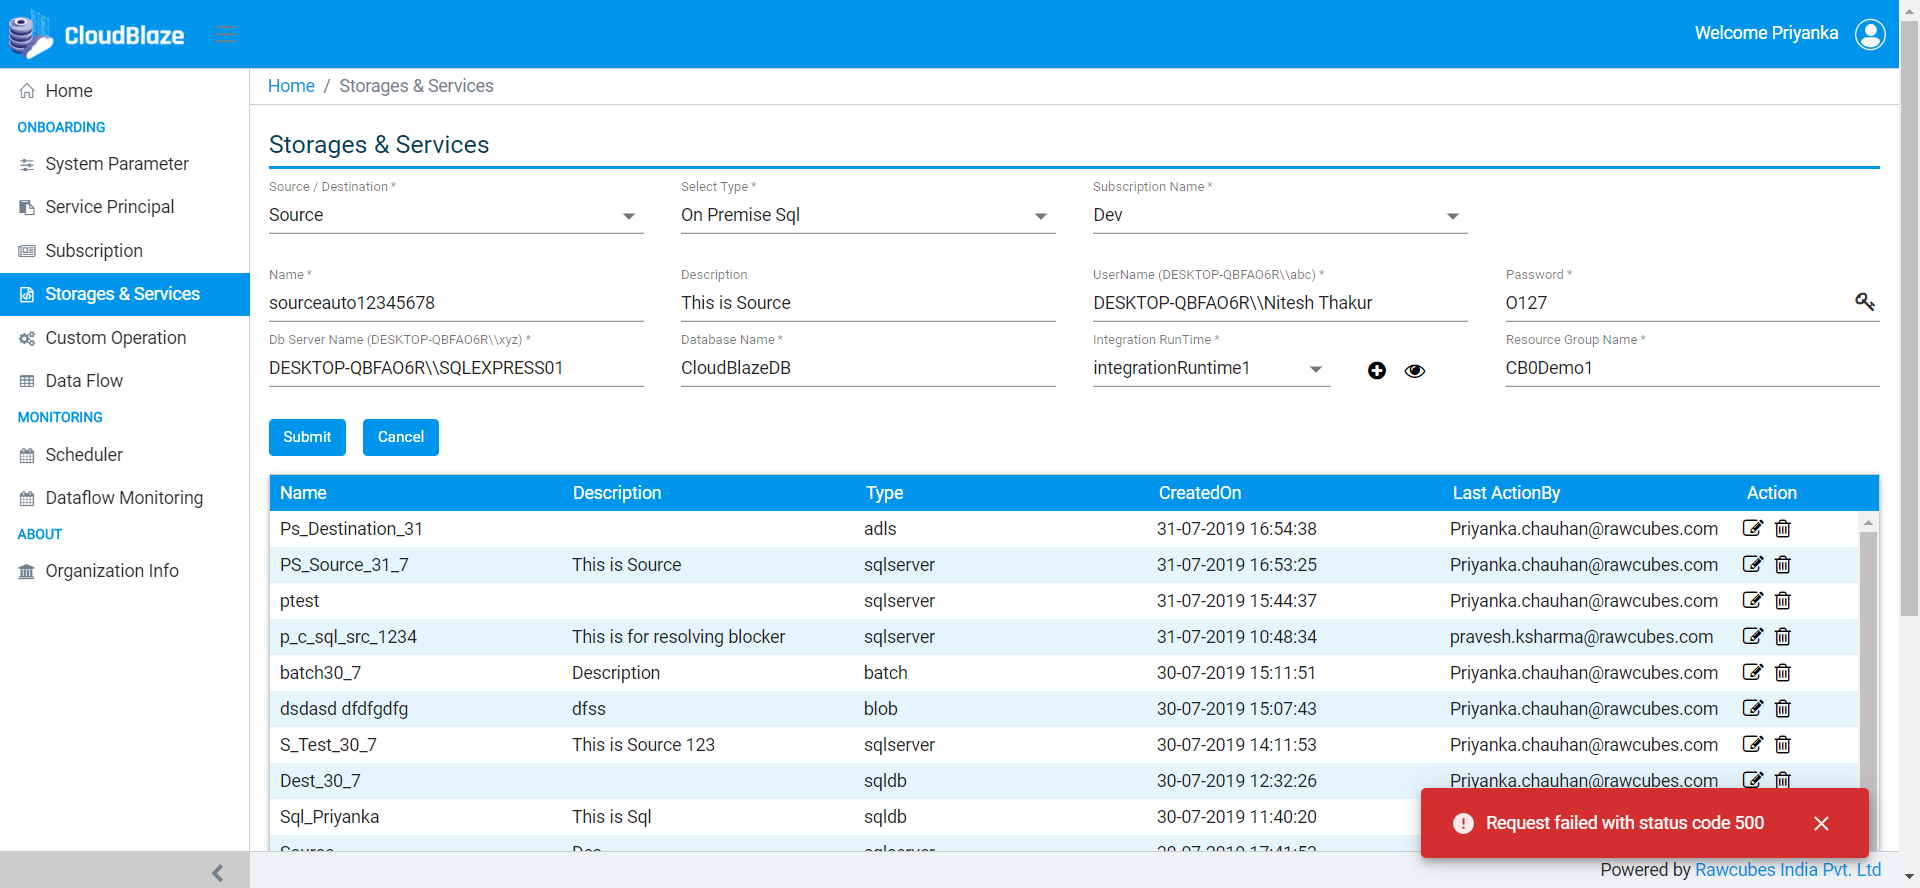 CloudBlaze
Welcome Priyanka
Home
ONBOARDING
System Parameter
Service Principal
Subscription
Storages & Services
Custom Operation
Data Flow
MONITORING
Scheduler
Dataflow Monitoring
ABOUT
Organization Info
Home / Storages & Services
Storages & Services
Source / Destination * Select Type * Subscription Name *
Source On Premise Sql Dev
Name * Description UserName (DESKTOP-QBFAO6R\\abc) * Password *
sourceauto12345678 This is Source DESKTOP-QBFAO6R\\Nitesh Thakur O127
Db Server Name (DESKTOP-QBFAO6R\\xyz) * Database Name * Integration RunTime * Resource Group Name *
DESKTOP-QBFAO6R\\SQLEXPRESS01 CloudBlazeDB integrationRuntime1 CB0Demo1
Submit Cancel
Name Description Type CreatedOn Last ActionBy Action
Ps_Destination_31 adls 31-07-2019 16:54:38 Priyanka.chauhan@rawcubes.com
PS_Source_31_7 This is Source sqlserver 31-07-2019 16:53:25 Priyanka.chauhan@rawcubes.com
ptest sqlserver 31-07-2019 15:44:37 Priyanka.chauhan@rawcubes.com
p_c_sql_src_1234 This is for resolving blocker sqlserver 31-07-2019 10:48:34 pravesh.ksharma@rawcubes.com
batch30_7 Description batch 30-07-2019 15:11:51 Priyanka.chauhan@rawcubes.com
dsdasd dfdfgdfg dfss blob 30-07-2019 15:07:43 Priyanka.chauhan@rawcubes.com
S_Test_30_7 This is Source 123 sqlserver 30-07-2019 14:11:53 Priyanka.chauhan@rawcubes.com
Dest_30_7 sqldb 30-07-2019 12:32:26 Priyanka.chauhan@rawcubes.com
Sql_Priyanka This is Sql sqldb 30-07-2019 11:40:20
Request failed with status code 500
Powered by Rawcubes India Pvt. Ltd